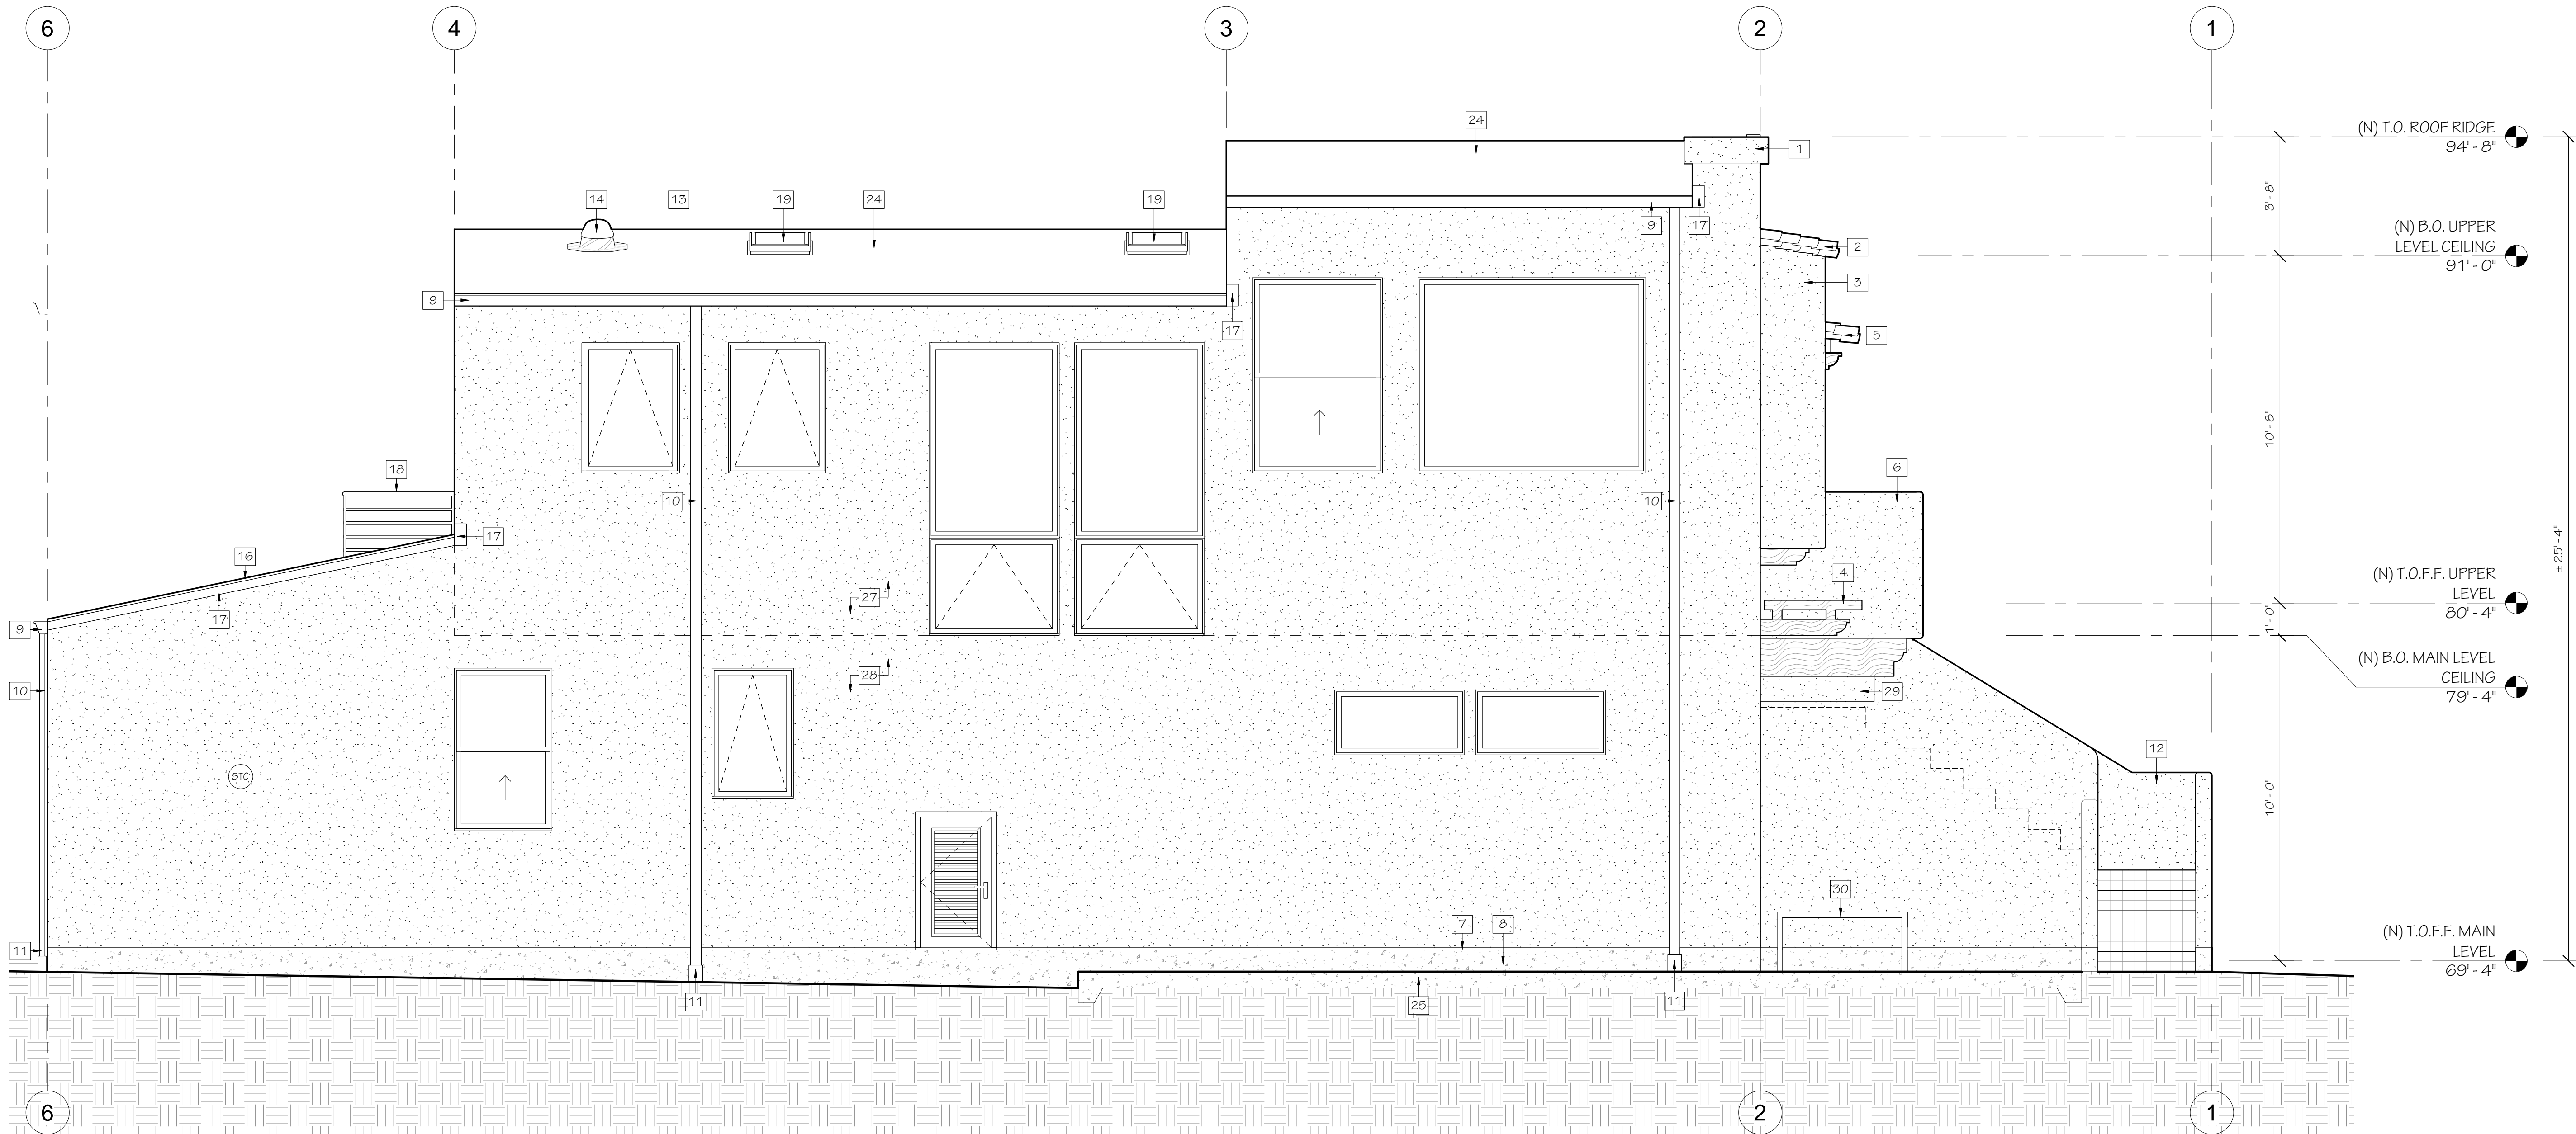 6
4
3
2
1
24
(N) T.O. ROOF RIDGE
94' - 8"
1
14
13
19
24
19
3' - 8"
9
17
(N) B.O. UPPER
LEVEL CEILING
91' - 0"
2
3
9
17
5
10' - 8"
18
10
10
6
17
± 25' - 4"
16
4
(N) T.O.F.F. UPPER
LEVEL
80' - 4"
27
17
1' - 0"
9
(N) B.O. MAIN LEVEL
CEILING
79' - 4"
28
10
29
12
STC
10' - 0"
30
7
8
(N) T.O.F.F. MAIN
LEVEL
69' - 4"
11
11
25
11
6
2
1